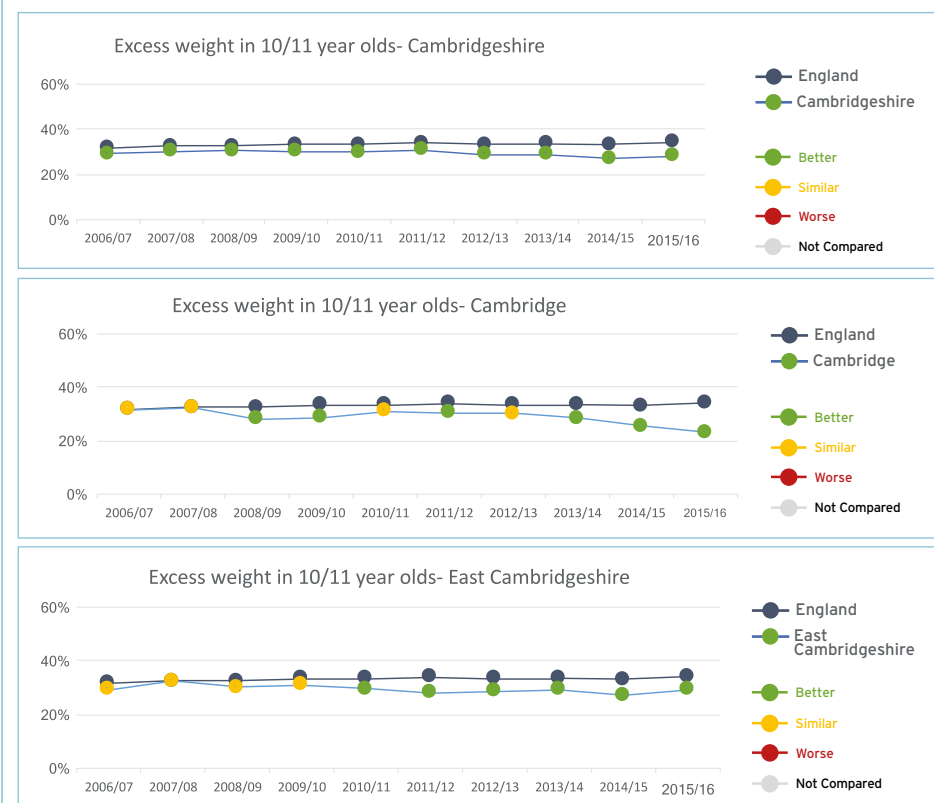 Excess weight in 10/11 year olds- Cambridgeshire
60%
40%
20%
0%
2006/07 2007/08 2008/09 2009/10 2010/11 2011/12 2012/13 2013/14 2014/15 2015/16
England
Cambridgeshire
Better
Similar
Worse
Not Compared
Excess weight in 10/11 year olds- Cambridge
60%
40%
20%
0%
2006/07 2007/08 2008/09 2009/10 2010/11 2011/12 2012/13 2013/14 2014/15 2015/16
England
Cambridge
Better
Similar
Worse
Not Compared
Excess weight in 10/11 year olds- East Cambridgeshire
60%
40%
20%
0%
2006/07 2007/08 2008/09 2009/10 2010/11 2011/12 2012/13 2013/14 2014/15 2015/16
England
East
Cambridgeshire
Better
Similar
Worse
Not Compared